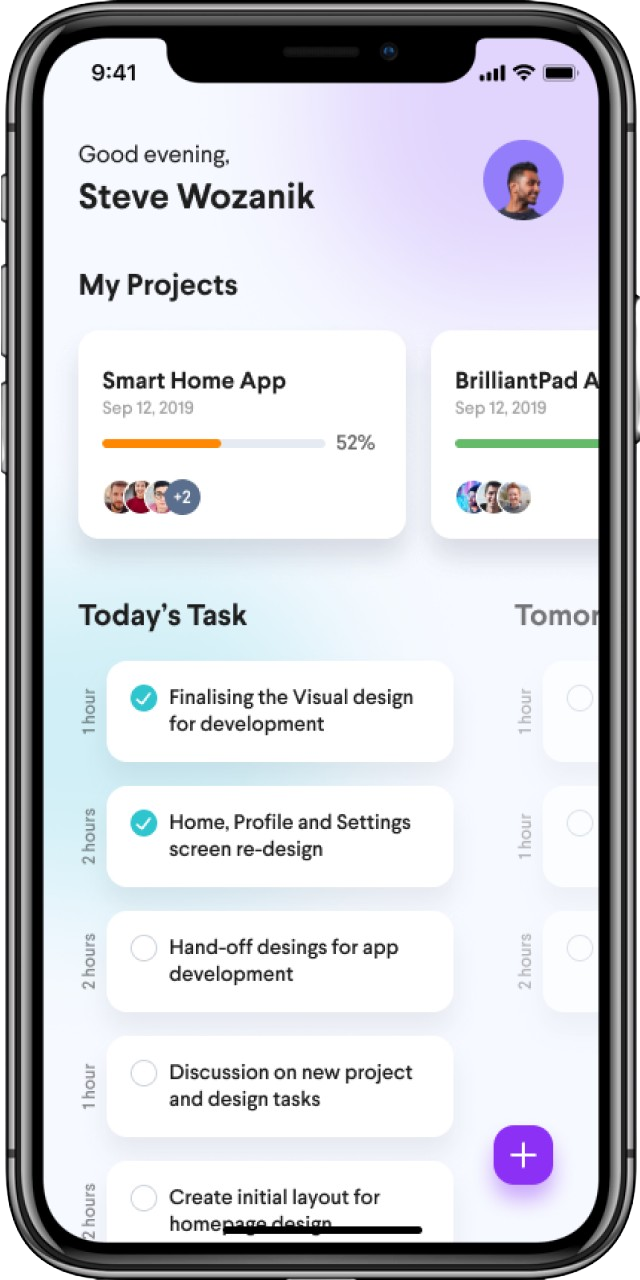 9:41
Good evening,
Steve Wozanik
My Projects
Smart Home App
Sep 12, 2019
52%
+2
BrilliantPad A
Sep 12, 2019
Today's Task
1 hour
Finalising the Visual design
for development
2 hours
Home, Profile and Settings
screen re-design
2 hours
Hand-off desings for app
development
1 hour
Discussion on new project
and design tasks
2 hours
Create initial layout for
homepage design
Tomor
1 hour
1 hour
2 hours